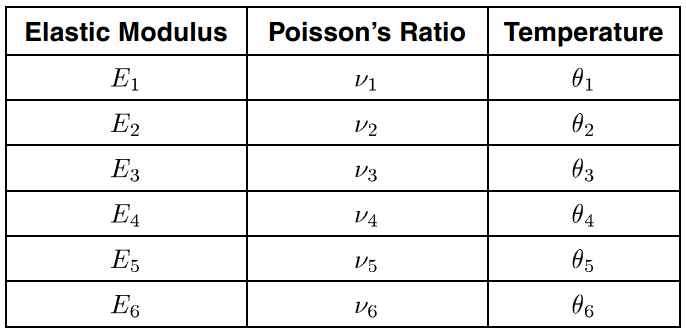 Elastic Modulus Poisson's Ratio Temperature
E₁ ν₁ θ₁
E₂ ν₂ θ₂
E₃ ν₃ θ₃
E₄ ν₄ θ₄
E₅ ν₅ θ₅
E₆ ν₆ θ₆